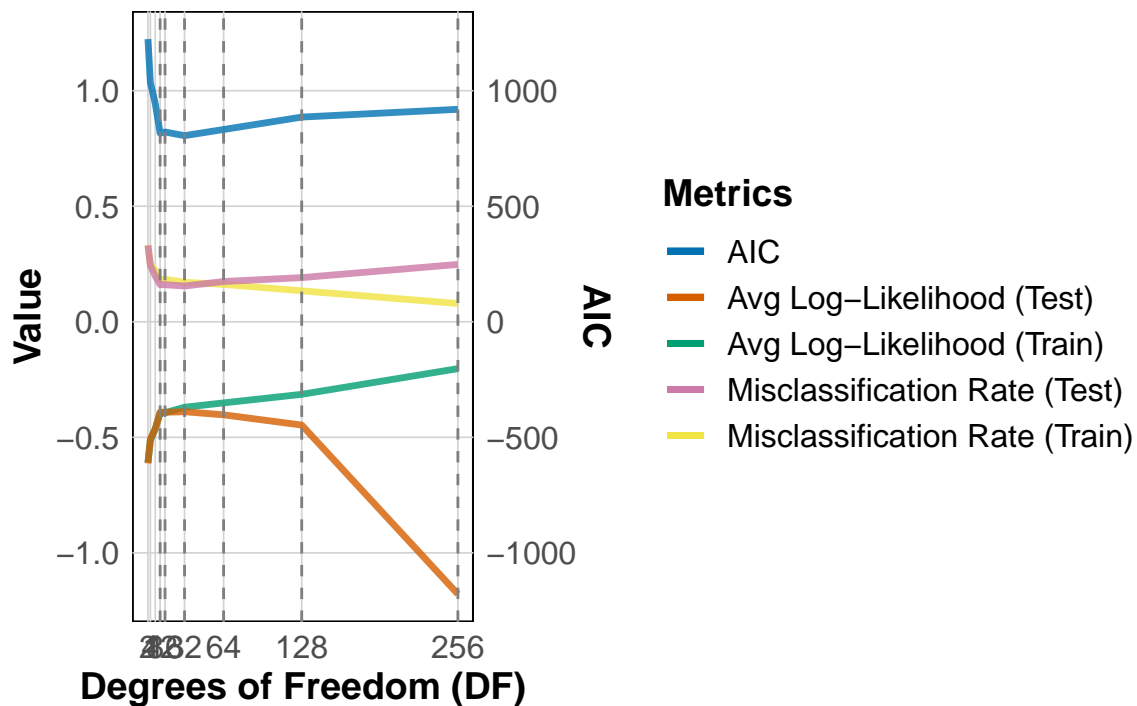 1.0
0.5
0.0
−0.5
−1.0
Value
1000
500
0
−500
−1000
AIC
32 64 128 256
Degrees of Freedom (DF)
Metrics
AIC
Avg Log−Likelihood (Test)
Avg Log−Likelihood (Train)
Misclassification Rate (Test)
Misclassification Rate (Train)